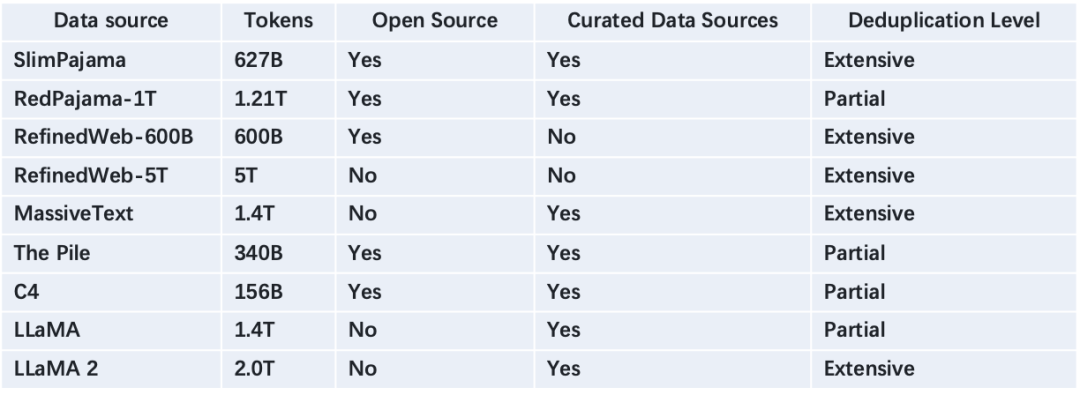 Data source Tokens Open Source Curated Data Sources Deduplication Level
SlimPajama 627B Yes Yes Extensive
RedPajama-1T 1.21T Yes Yes Partial
RefinedWeb-600B 600B Yes No Extensive
RefinedWeb-5T 5T No No Extensive
MassiveText 1.4T No Yes Extensive
The Pile 340B Yes Yes Partial
C4 156B Yes Yes Partial
LLaMA 1.4T No Yes Partial
LLaMA 2 2.0T No Yes Extensive